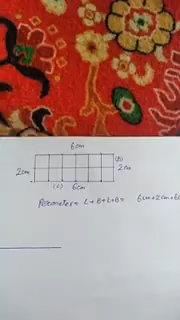 6cm
(B)
2cm
2cm
(L)
6cm
Perimeter = L + B + L + B = 6cm + 2cm + 6c